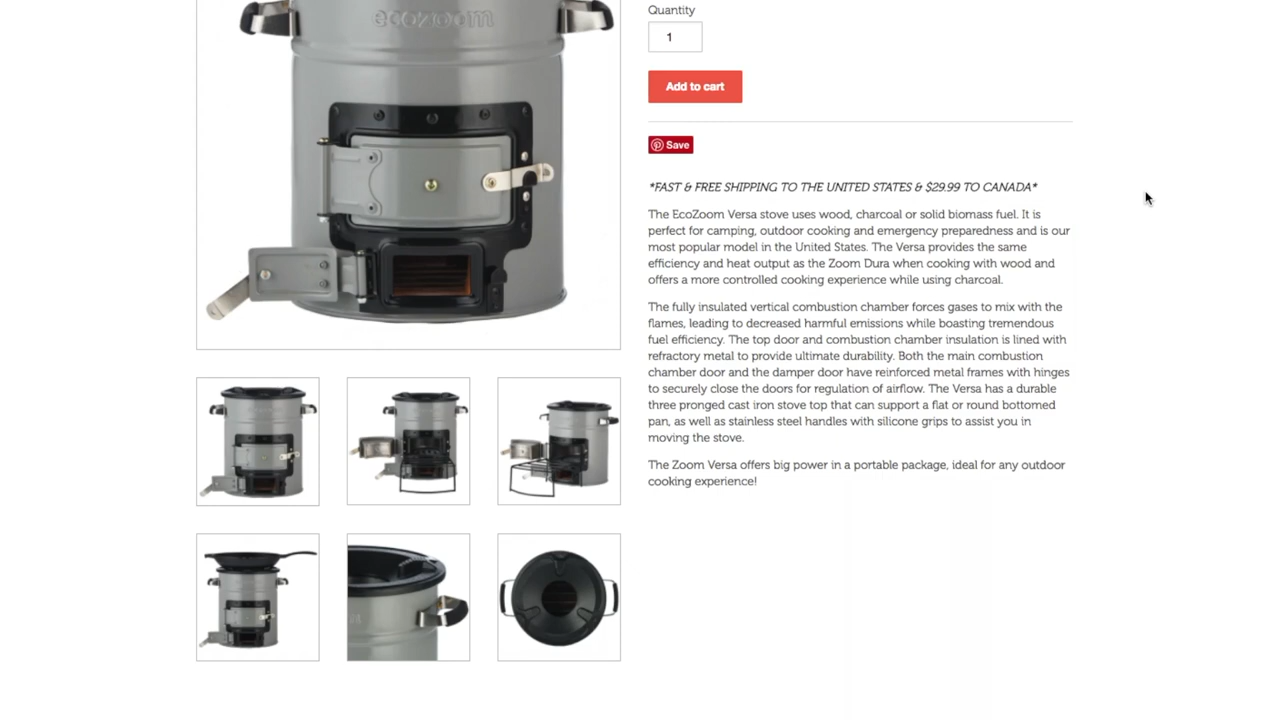 ecozoom
Quantity
1
Add to cart
Save
*FAST & FREE SHIPPING TO THE UNITED STATES & $29.99 TO CANADA*
The EcoZoom Versa stove uses wood, charcoal or solid biomass fuel. It is
perfect for camping, outdoor cooking and emergency preparedness and is our
most popular model in the United States. The Versa provides the same
efficiency and heat output as the Zoom Dura when cooking with wood and
offers a more controlled cooking experience while using charcoal.
The fully insulated vertical combustion chamber forces gases to mix with the
flames, leading to decreased harmful emissions while boasting tremendous
fuel efficiency. The top door and combustion chamber insulation is lined with
refractory metal to provide ultimate durability. Both the main combustion
chamber door and the damper door have reinforced metal frames with hinges
to securely close the doors for regulation of airflow. The Versa has a durable
three pronged cast iron stove top that can support a flat or round bottomed
pan, as well as stainless steel handles with silicone grips to assist you in
moving the stove.
The Zoom Versa offers big power in a portable package, ideal for any outdoor
cooking experience!